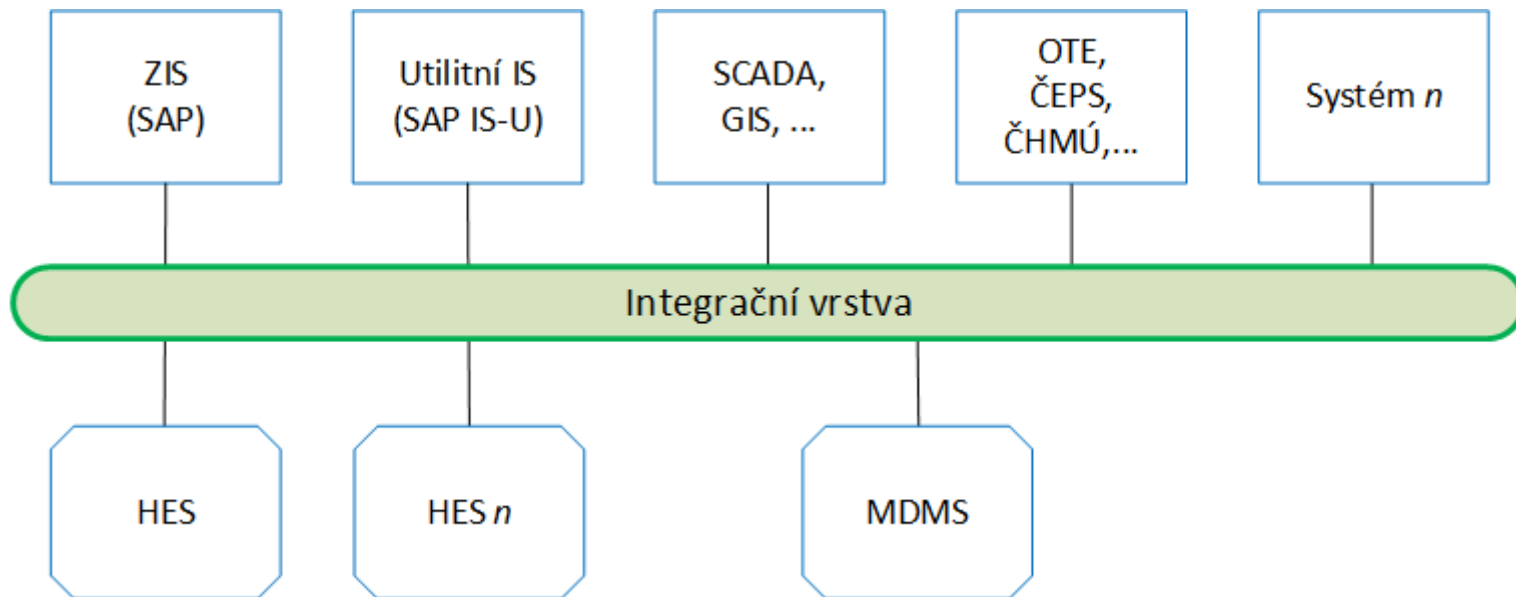 ZIS
(SAP)
Utilitní IS
(SAP IS-U)
SCADA,
GIS, ...
OTE,
ČEPS,
ČHMÚ,...
Systém n
Integrační vrstva
HES
HES n
MDMS